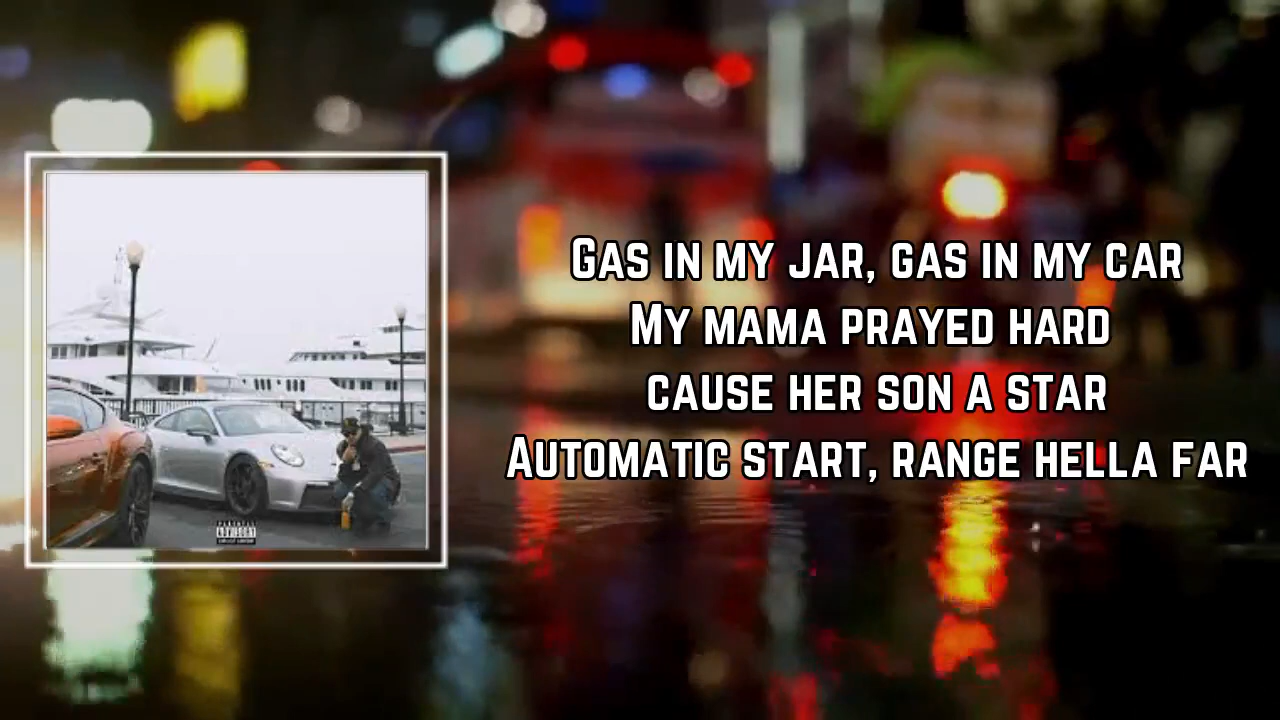 Gas in my jar, gas in my car
My mama prayed hard
cause her son a star
Automatic start, range hella far
PARENTAL
ADVISORY
EXPLICIT CONTENT